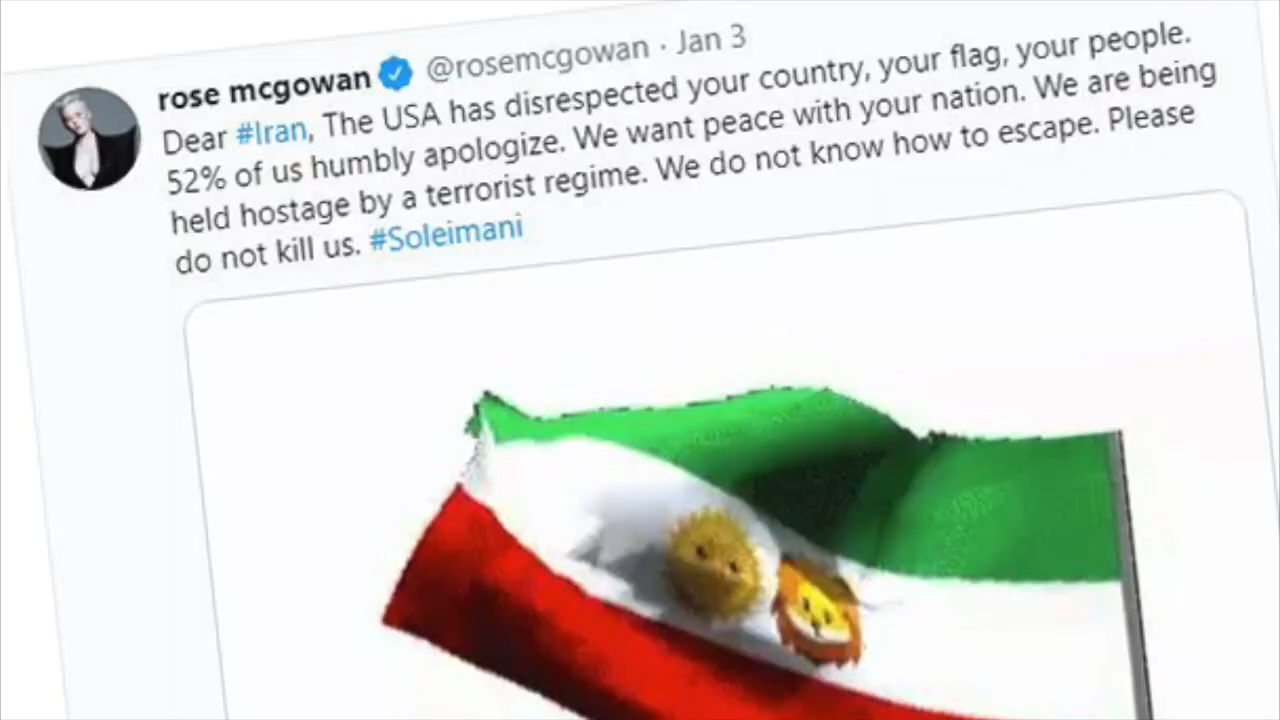 rose mcgowan @rosemcgowan · Jan 3
Dear #Iran, The USA has disrespected your country, your flag, your people.
52% of us humbly apologize. We want peace with your nation. We are being
held hostage by a terrorist regime. We do not know how to escape. Please
do not kill us. #Soleimani